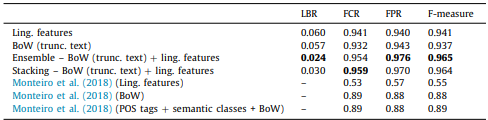 LBR FCR FPR F-measure
Ling. features 0.060 0.941 0.940 0.941
BoW (trunc. text) 0.057 0.932 0.943 0.937
Ensemble – BoW (trunc. text) + ling. features 0.024 0.954 0.976 0.965
Stacking – BoW (trunc. text) + ling. features 0.030 0.959 0.970 0.964
Monteiro et al. (2018) (Ling. features) – 0.53 0.57 0.55
Monteiro et al. (2018) (BoW) – 0.89 0.88 0.88
Monteiro et al. (2018) (POS tags + semantic classes + BoW) – 0.89 0.88 0.89